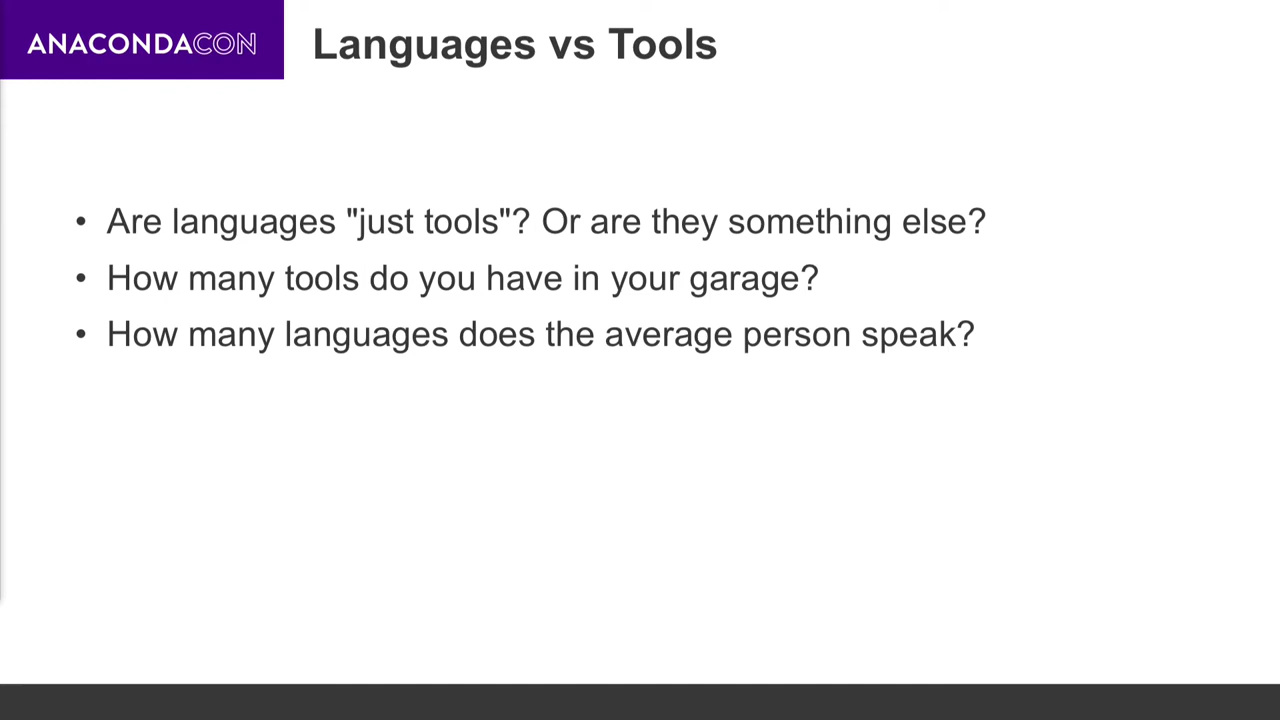 ANACONDACON
Languages vs Tools
• Are languages "just tools"? Or are they something else?
• How many tools do you have in your garage?
• How many languages does the average person speak?